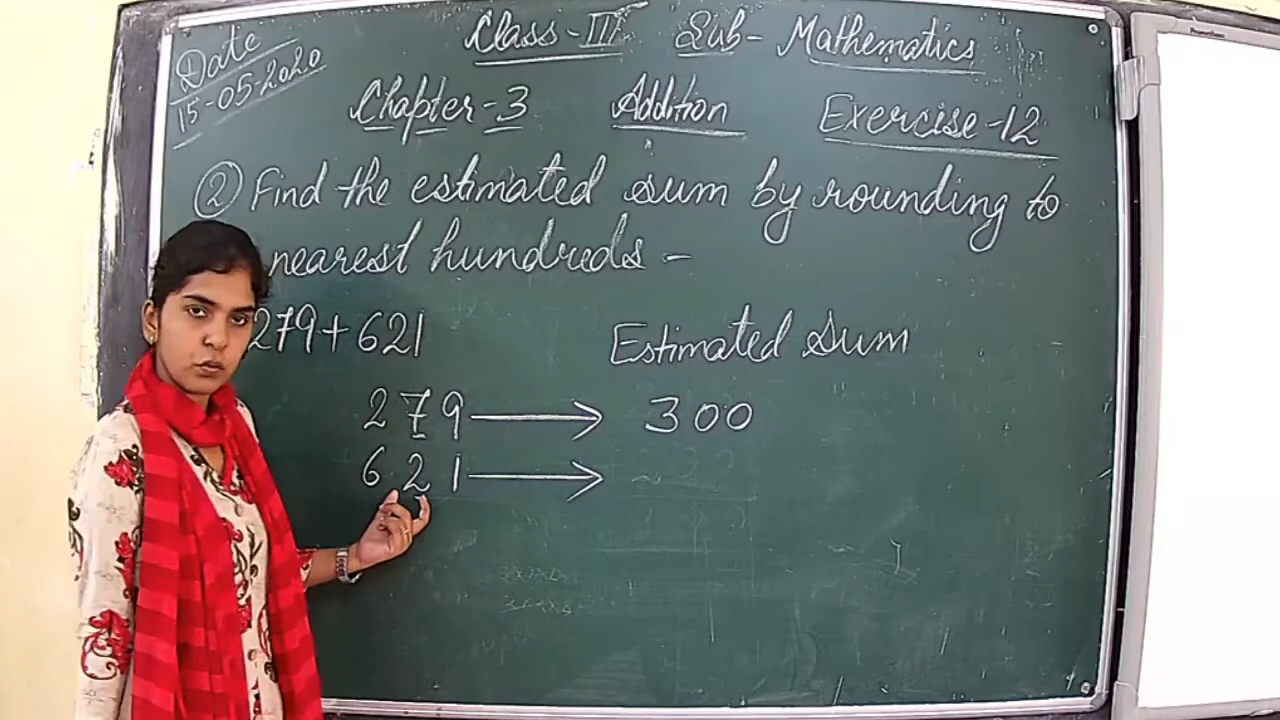 Date
15-05-2020
Class-III Sub- Mathematics
Chapter-3 Addition Exercise-12
② Find the estimated sum by rounding to
nearest hundreds -
279+621 Estimated Sum
279 → 300
621 →